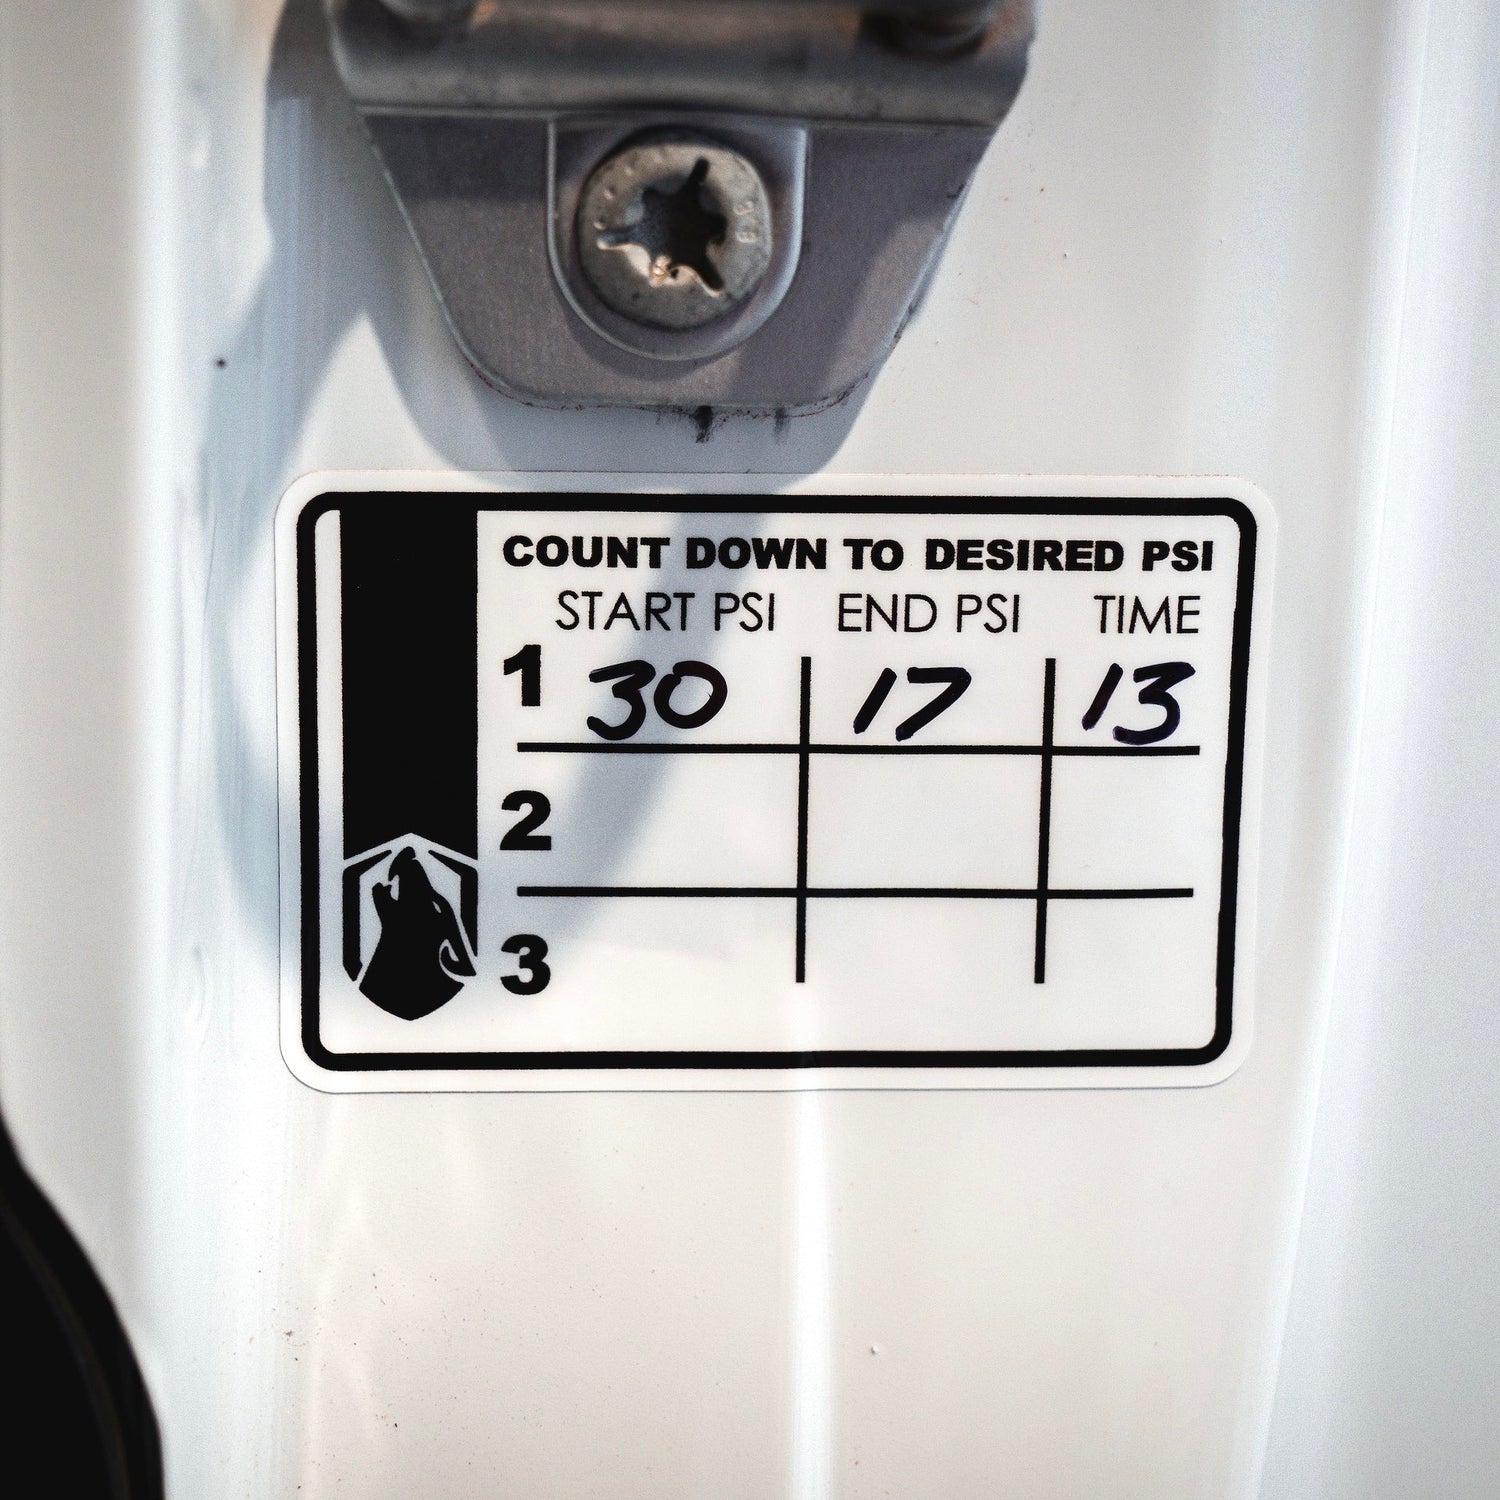 COUNT DOWN TO DESIRED PSI
START PSI END PSI TIME
1 30 17 13
2
3